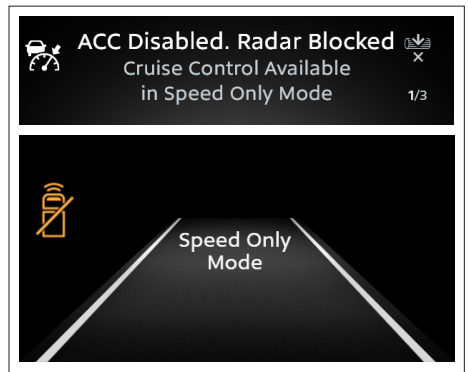 ACC Disabled. Radar Blocked
Cruise Control Available
in Speed Only Mode
1/3
Speed Only
Mode